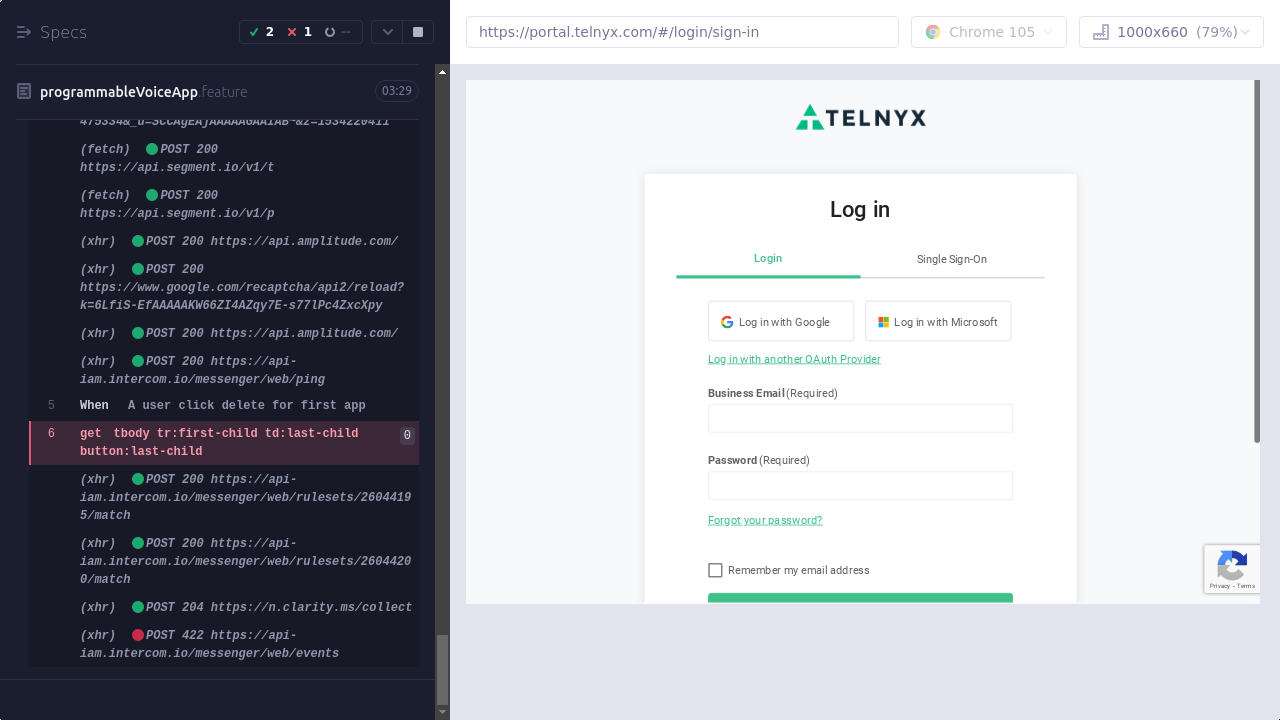 Specs
2
1
--
programmableVoiceApp.feature
03:29
(fetch) POST 200
https://api.segment.io/v1/t
(fetch) POST 200
https://api.segment.io/v1/p
(xhr) POST 200 https://api.amplitude.com/
(xhr) POST 200
https://www.google.com/recaptcha/api2/reload?
k=6LfiS-EfAAAAAKW66ZI4AZqy7E-s77lPc4ZxcXpy
(xhr) POST 200 https://api.amplitude.com/
(xhr) POST 200 https://api-
iam.intercom.io/messenger/web/ping
5 When A user click delete for first app
6 get tbody tr:first-child td:last-child
button:last-child
0
(xhr) POST 200 https://api-
iam.intercom.io/messenger/web/rulesets/2604419
5/match
(xhr) POST 200 https://api-
iam.intercom.io/messenger/web/rulesets/2604420
0/match
(xhr) POST 204 https://n.clarity.ms/collect
(xhr) POST 422 https://api-
iam.intercom.io/messenger/web/events
https://portal.telnyx.com/#/login/sign-in
Chrome 105
1000x660 (79%)
TELNYX
Log in
Login
Single Sign-On
Log in with Google
Log in with Microsoft
Log in with another OAuth Provider
Business Email (Required)
Password (Required)
Forgot your password?
Remember my email address
Privacy - Terms